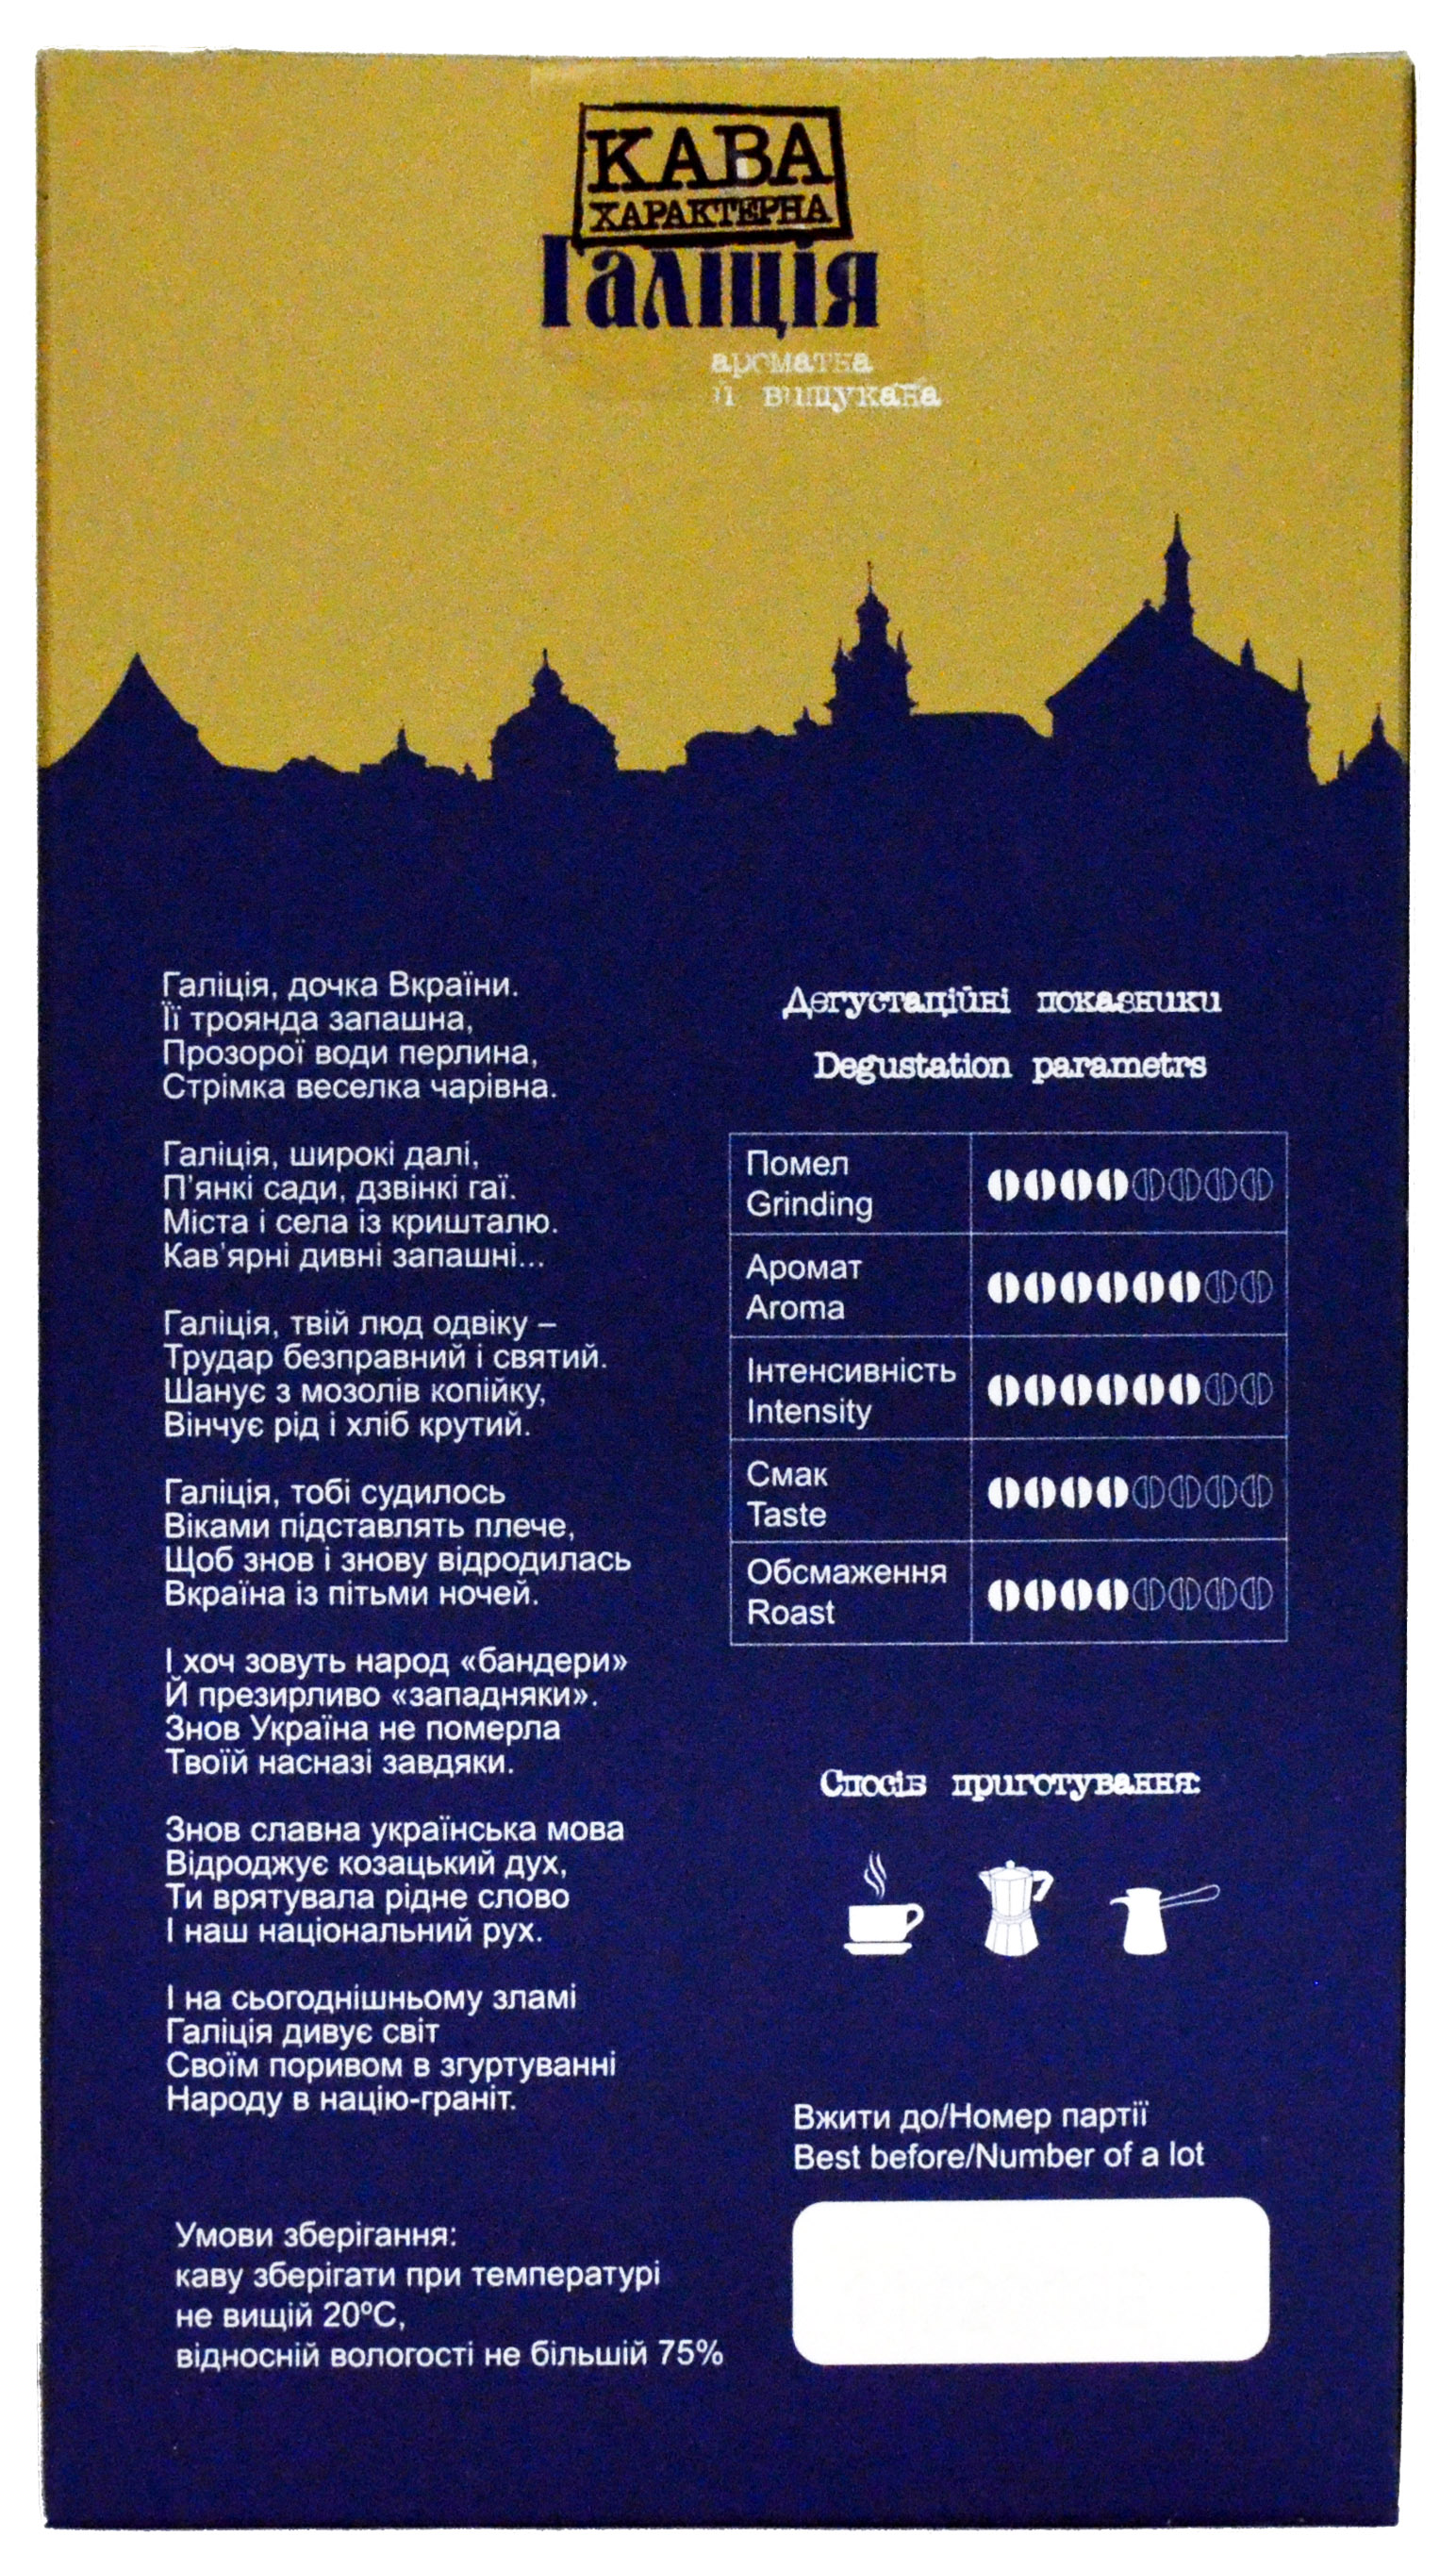 КАВА
ХАРАКТЕРНА
Галіція
ароматна
й вишукана
Галіція, дочка Вкраїни.
Її троянда запашна,
Прозорої води перлина,
Стрімка веселка чарівна.
Галіція, широкі далі,
П'янкі сади, дзвінкі гаї.
Міста і села із кришталю.
Кав'ярні дивні запашні...
Галіція, твій люд одвіку –
Трудар безправний і святий.
Шанує з мозолів копійку,
Вінчує рід і хліб крутий.
Галіція, тобі судилось
Віками підставлять плече,
Щоб знов і знову відродилась
Вкраїна із пітьми ночей.
І хоч зовуть народ «бандери»
Й презирливо «западняки».
Знов Україна не померла
Твоїй насназі завдяки.
Знов славна українська мова
Відроджує козацький дух,
Ти врятувала рідне слово
І наш національний рух.
І на сьогоднішньому зламі
Галіція дивує світ
Своїм поривом в згуртуванні
Народу в націю-граніт.
Умови зберігання:
каву зберігати при температурі
не вищій 20ºС,
відносній вологості не більшій 75%
Дегустаційні показники
Degustation parametrs
Помел
Grinding
Аромат
Aroma
Інтенсивність
Intensity
Смак
Taste
Обсмаження
Roast
Спосіб приготування:
Вжити до/Номер партії
Best before/Number of a lot